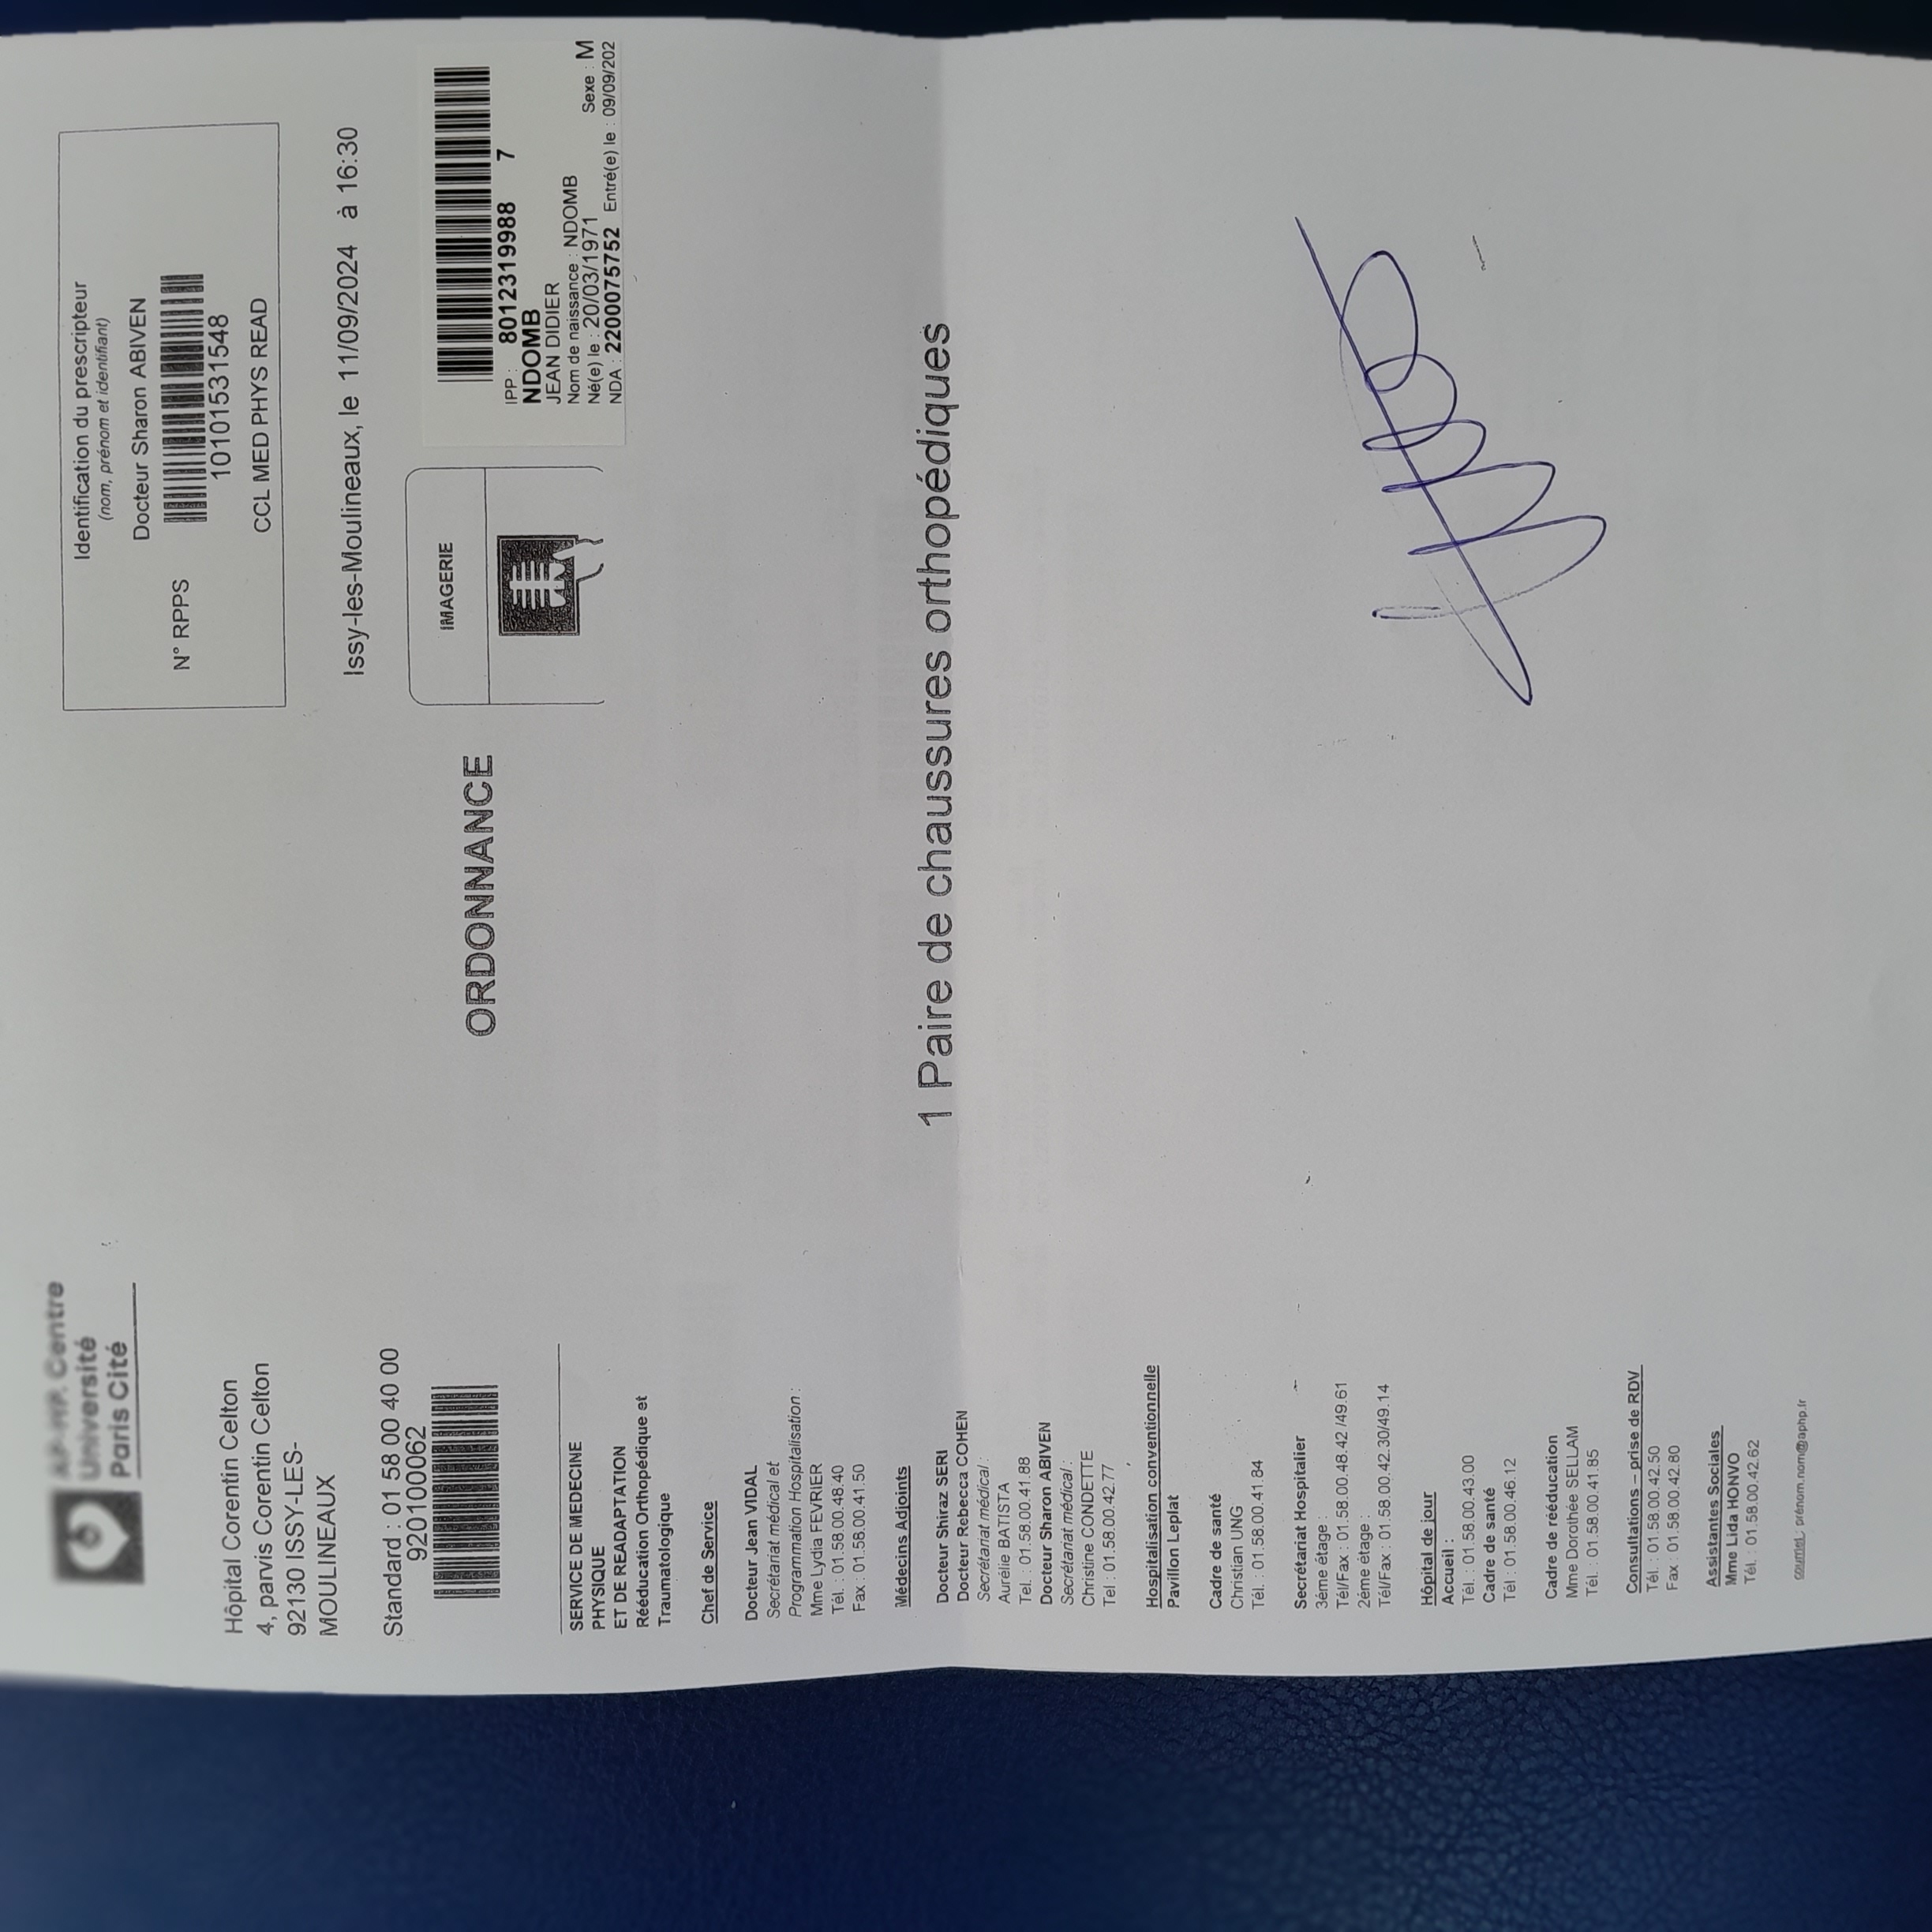 AP-HP. Centre
Université
Paris Cité
Hôpital Corentin Celton
4, parvis Corentin Celton
92130 ISSY-LES-
MOULINEAUX
Standard : 01 58 00 40 00
920100062
SERVICE DE MEDECINE
PHYSIQUE
ET DE READAPTATION
Rééducation Orthopédique et
Traumatologique
Chef de Service
Docteur Jean VIDAL
Secrétariat médical et
Programmation Hospitalisation :
Mme Lydia FEVRIER
Tél. : 01.58.00.48.40
Fax : 01.58.00.41.50
Médecins Adjoints
Docteur Shiraz SERI
Docteur Rebecca COHEN
Secrétariat médical :
Aurélie BATISTA
Tel. : 01.58.00.41.88
Docteur Sharon ABIVEN
Secrétariat médical :
Christine CONDETTE
Tel : 01.58.00.42.77
Hospitalisation conventionnelle
Pavillon Leplat
Cadre de santé
Christian UNG
Tél. : 01.58.00.41.84
Secrétariat Hospitalier
3ème étage :
Tél/Fax : 01.58.00.48.42 /49.61
2ème étage :
Tél/Fax : 01.58.00.42.30/49.14
Hôpital de jour
Accueil :
Tél. : 01.58.00.43.00
Cadre de santé
Tél : 01.58.00.46.12
Cadre de rééducation
Mme Dorothée SELLAM
Tél. : 01.58.00.41.85
Consultations – prise de RDV
Tél. : 01.58.00.42.50
Fax : 01.58.00.42.80
Assistantes Sociales
Mme Lida HONVO
Tél. : 01.58.00.42.62
courriel : prénom.nom@aphp.fr
Identification du prescripteur
(nom, prénom et identifiant)
Docteur Sharon ABIVEN
N° RPPS
10101531548
CCL MED PHYS READ
Issy-les-Moulineaux, le 11/09/2024 à 16:30
ORDONNANCE
IMAGERIE
IPP : 8012319988 7
NDOMB
JEAN DIDIER
Nom de naissance : NDOMB
Né(e) le : 20/03/1971 Sexe : M
NDA : 2200075752 Entré(e) le : 09/09/202
1 Paire de chaussures orthopédiques